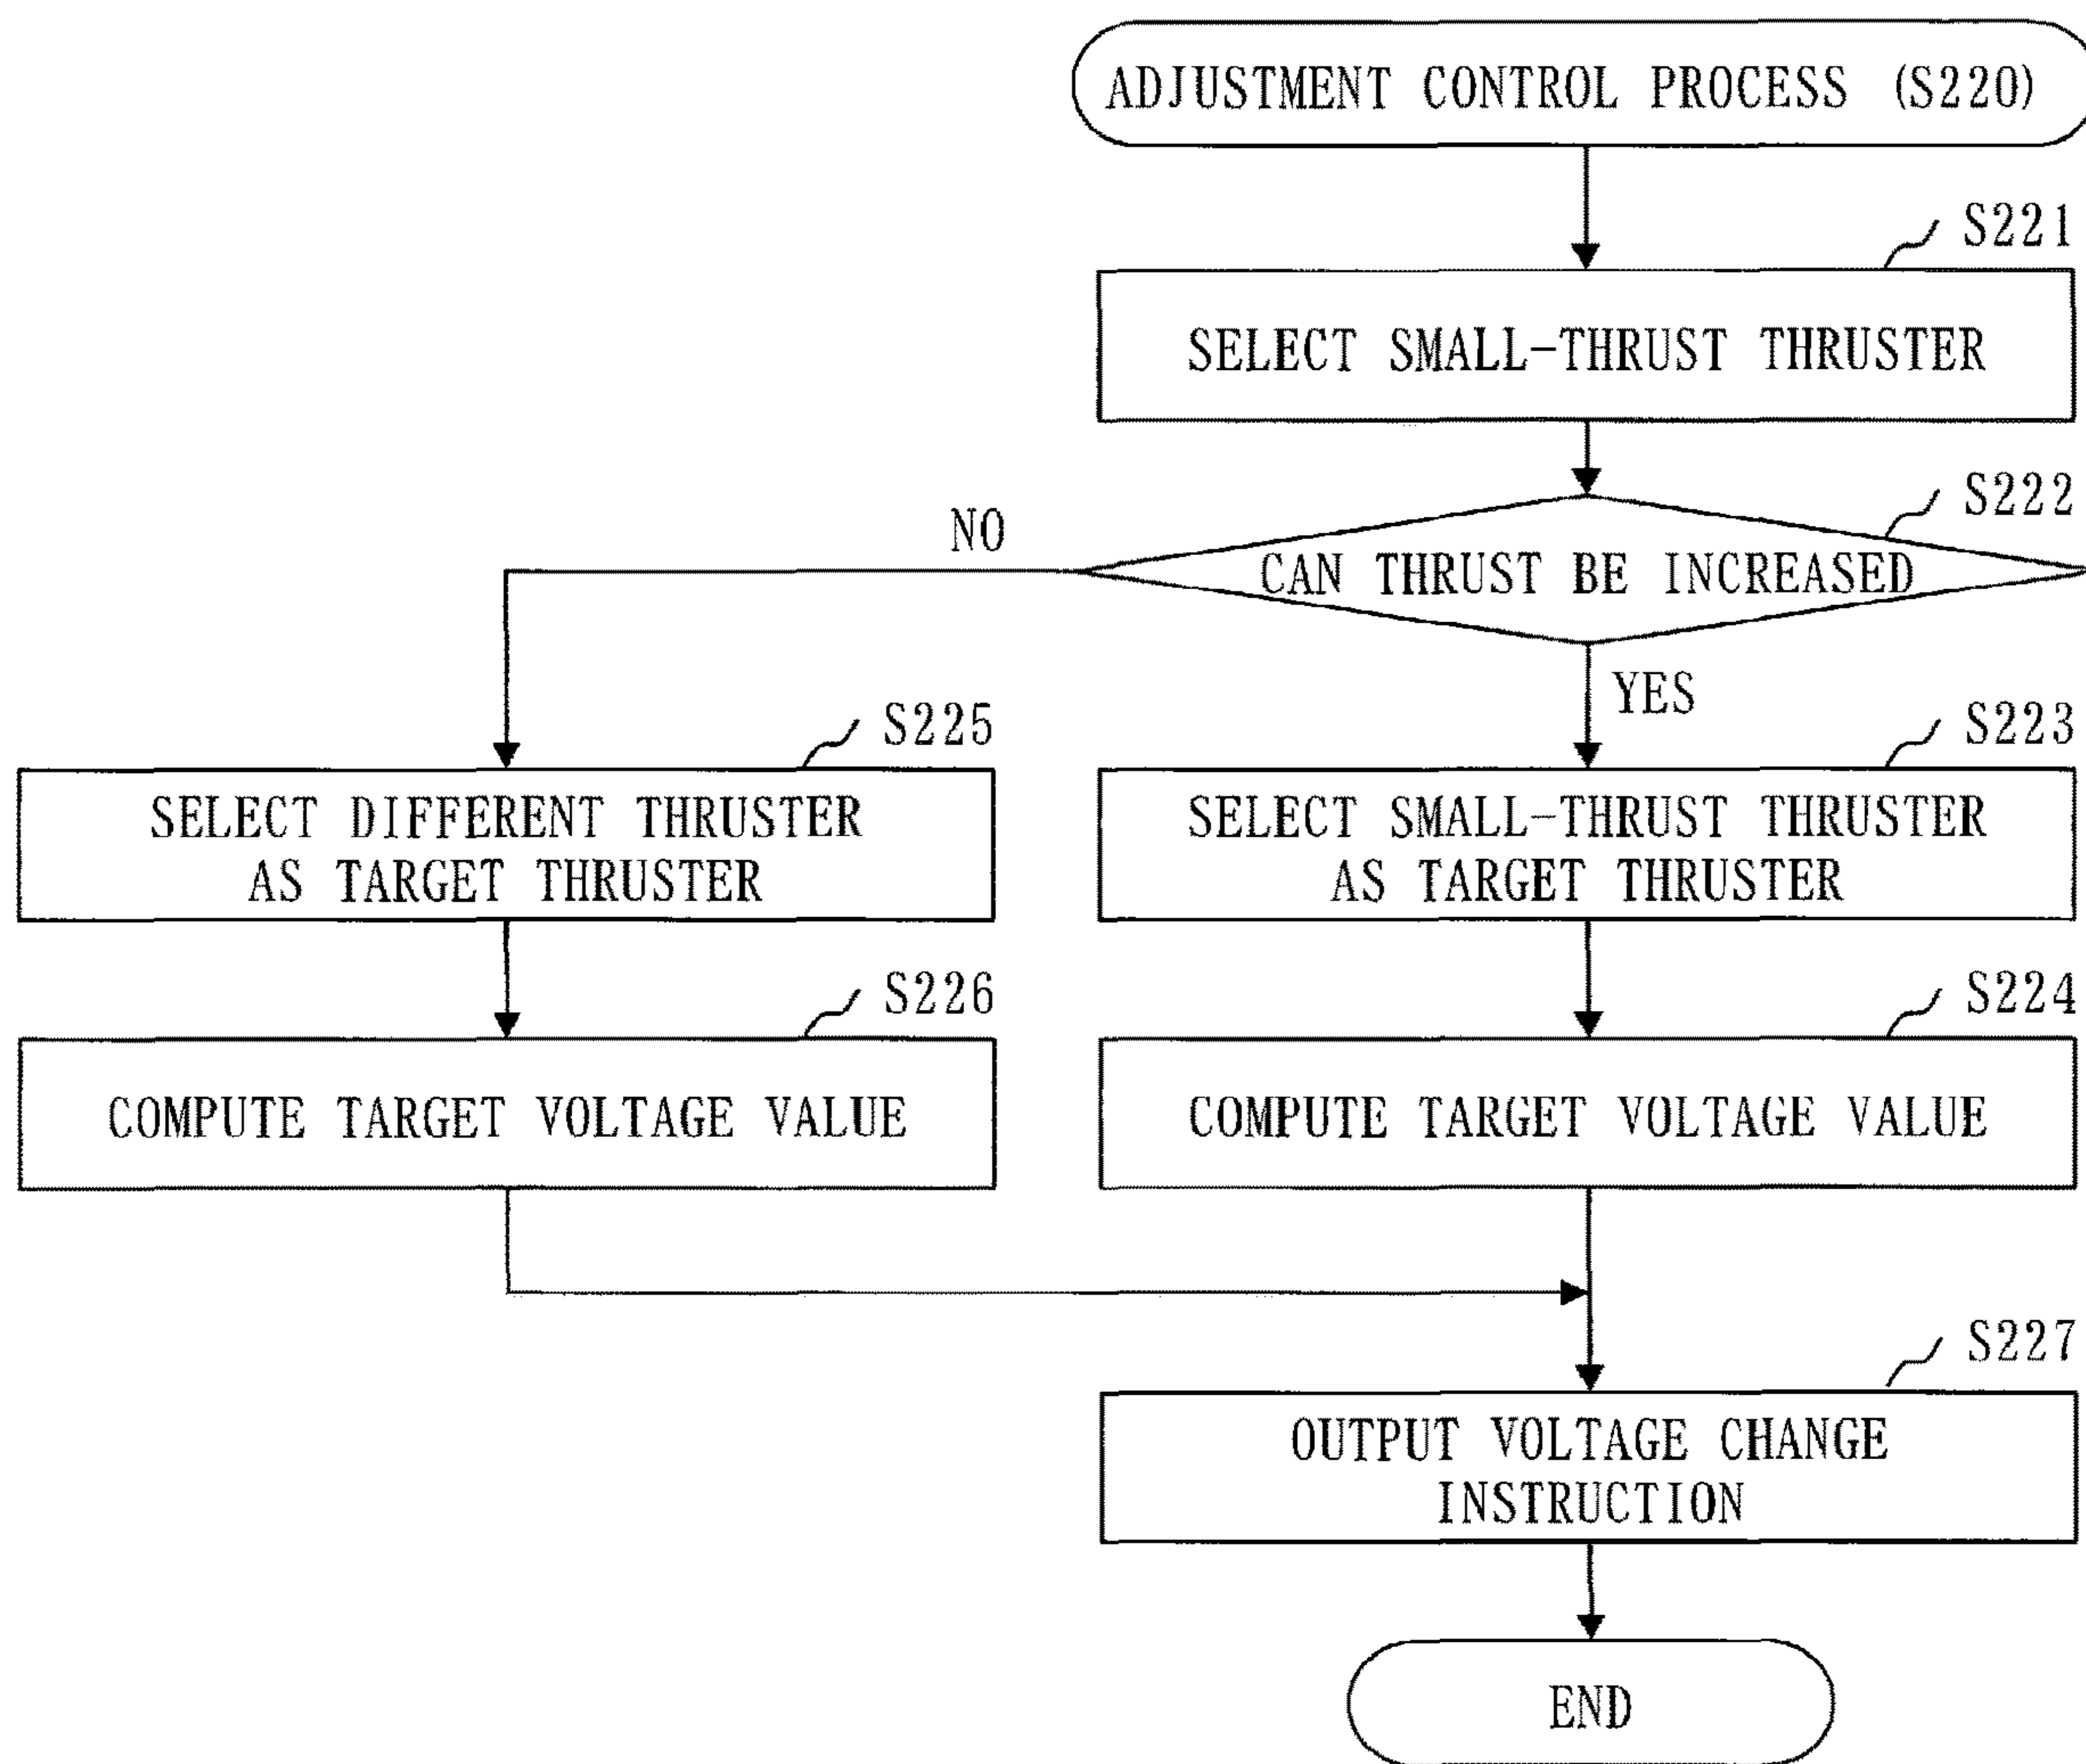 ADJUSTMENT CONTROL PROCESS (S220)
S221
SELECT SMALL-THRUST THRUSTER
S222
CAN THRUST BE INCREASED
NO
YES
S225
SELECT DIFFERENT THRUSTER
AS TARGET THRUSTER
S223
SELECT SMALL-THRUST THRUSTER
AS TARGET THRUSTER
S226
COMPUTE TARGET VOLTAGE VALUE
S224
COMPUTE TARGET VOLTAGE VALUE
S227
OUTPUT VOLTAGE CHANGE
INSTRUCTION
END